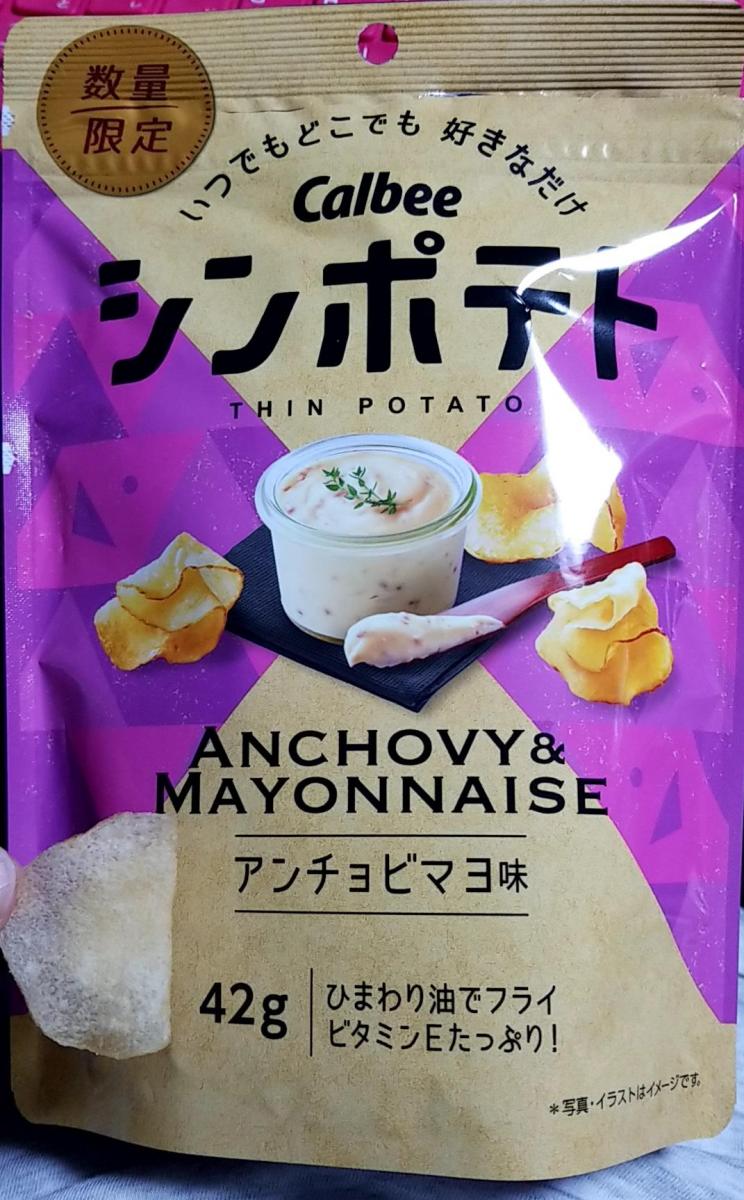 数量
限定
いつでもどこでも 好きなだけ
Calbee
シンポテト
THIN POTATO
ANCHOVY&
MAYONNAISE
アンチョビマヨ味
42g
ひまわり油でフライ
ビタミンEたっぷり!
*写真・イラストはイメージです。